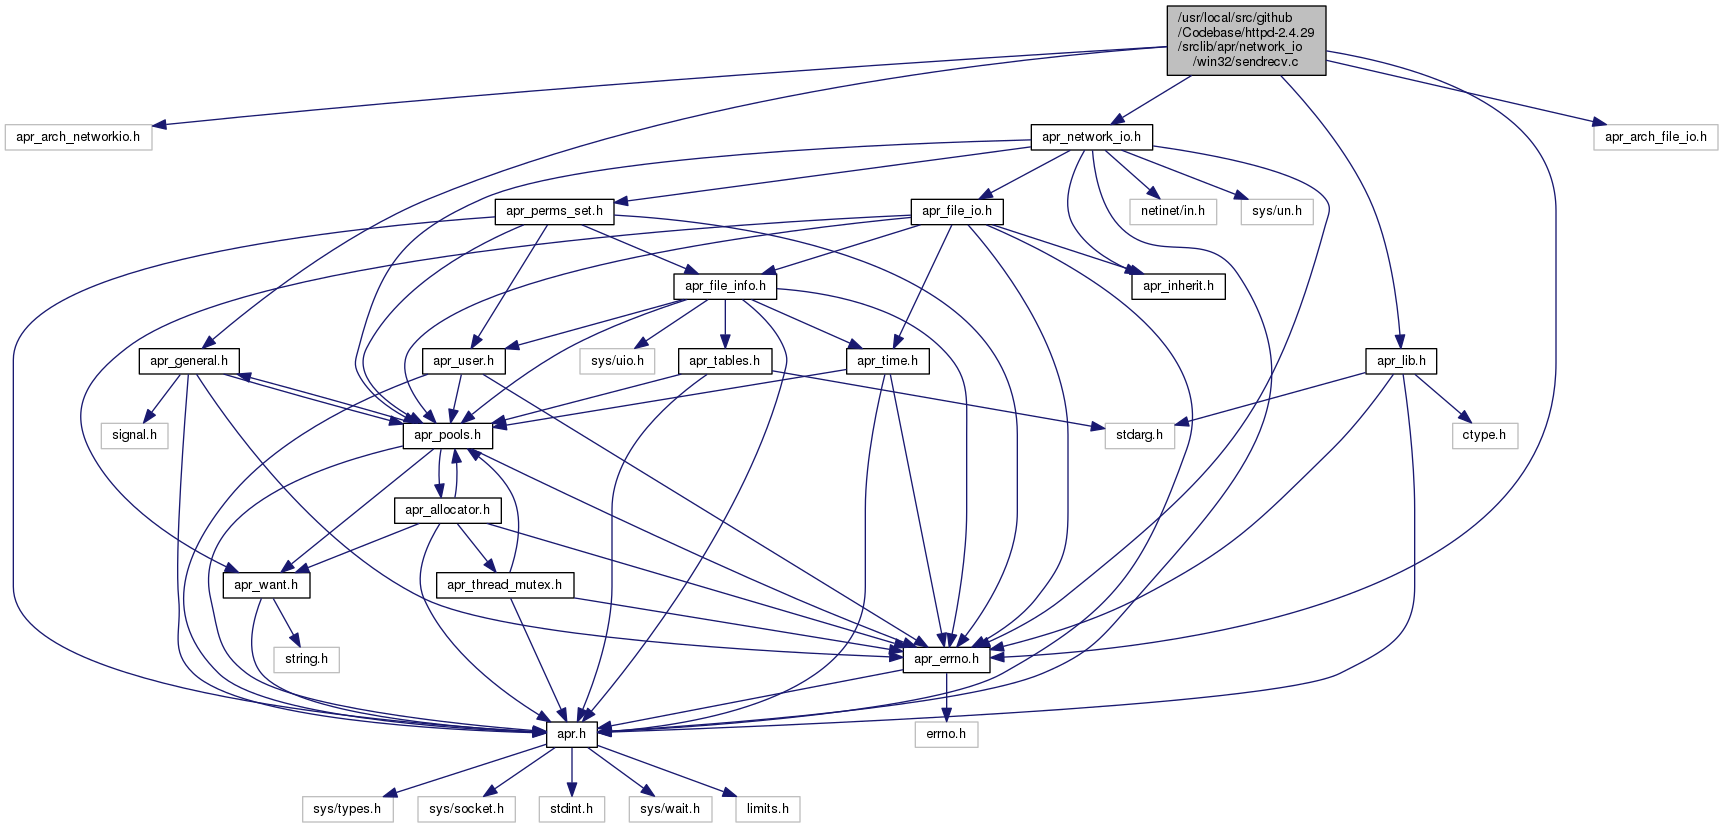 /usr/local/src/github
/Codebase/httpd-2.4.29
/srclib/apr/network_io
/win32/sendrecv.c
apr_arch_networkio.h
apr_network_io.h
apr_arch_file_io.h
apr_perms_set.h
apr_file_io.h
netinet/in.h
sys/un.h
apr_file_info.h
apr_inherit.h
apr_general.h
apr_user.h
sys/uio.h
apr_tables.h
apr_time.h
apr_lib.h
signal.h
apr_pools.h
stdarg.h
ctype.h
apr_allocator.h
apr_want.h
apr_thread_mutex.h
string.h
apr_errno.h
apr.h
errno.h
sys/types.h
sys/socket.h
stdint.h
sys/wait.h
limits.h